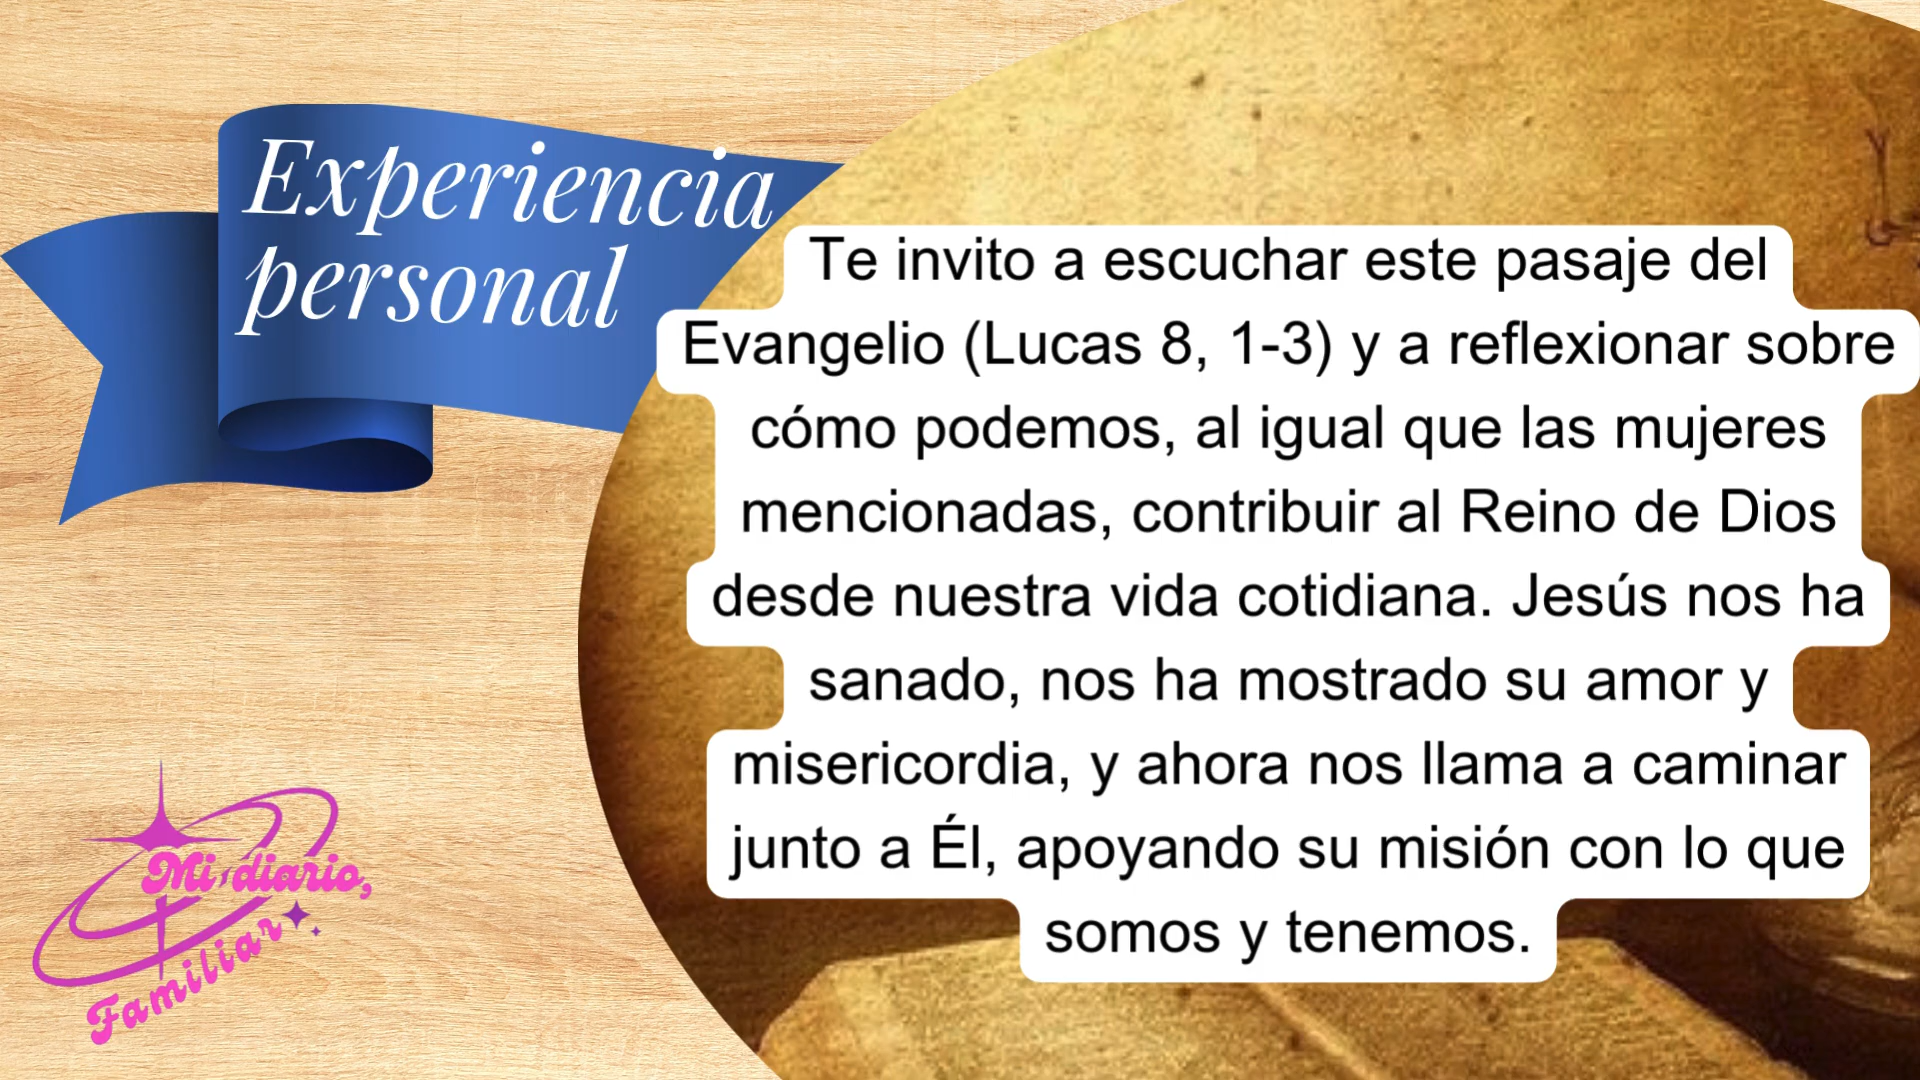 Experiencia
personal
Te invito a escuchar este pasaje del
Evangelio (Lucas 8, 1-3) y a reflexionar sobre
cómo podemos, al igual que las mujeres
mencionadas, contribuir al Reino de Dios
desde nuestra vida cotidiana. Jesús nos ha
sanado, nos ha mostrado su amor y
misericordia, y ahora nos llama a caminar
junto a Él, apoyando su misión con lo que
somos y tenemos.
Mi diario,
Familiar